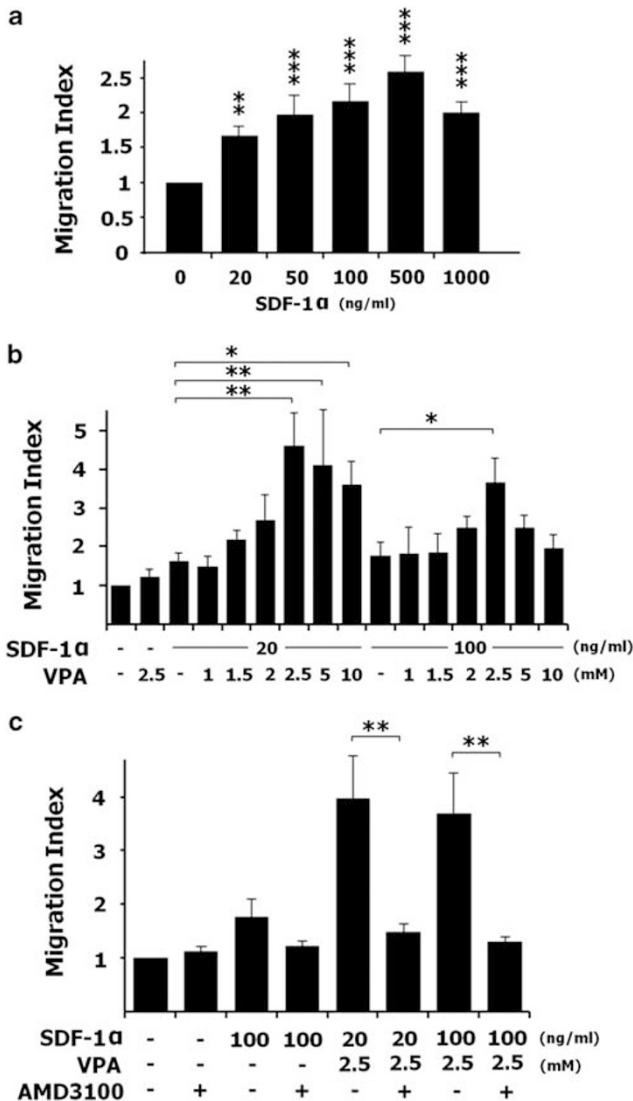 a
***
***
***
***
**
Migration Index
2.5
2
1.5
1
0.5
0
0 20 50 100 500 1000
SDF-1α (ng/ml)
b
*
**
**
*
Migration Index
5
4
3
2
1
- - 
SDF-1α 20 100 (ng/ml)
VPA - 2.5 - 1 1.5 2 2.5 5 10 - 1 1.5 2 2.5 5 10 (mM)
c
** **
Migration Index
4
3
2
1
SDF-1α - - 100 100 20 20 100 100 (ng/ml)
VPA - - - - 2.5 2.5 2.5 2.5 (mM)
AMD3100 - + - + - + - +